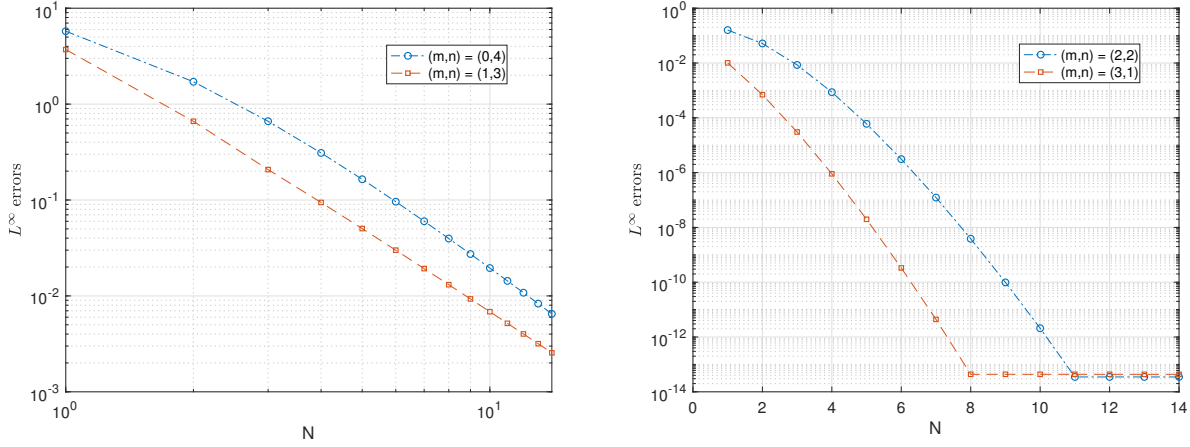 10^1
10^0
10^-1
10^-2
10^-3
L^∞ errors
10^0
10^1
N
(m,n) = (0,4)
(m,n) = (1,3)
10^0
10^-2
10^-4
10^-6
10^-8
10^-10
10^-12
10^-14
L^∞ errors
0
2
4
6
8
10
12
14
N
(m,n) = (2,2)
(m,n) = (3,1)